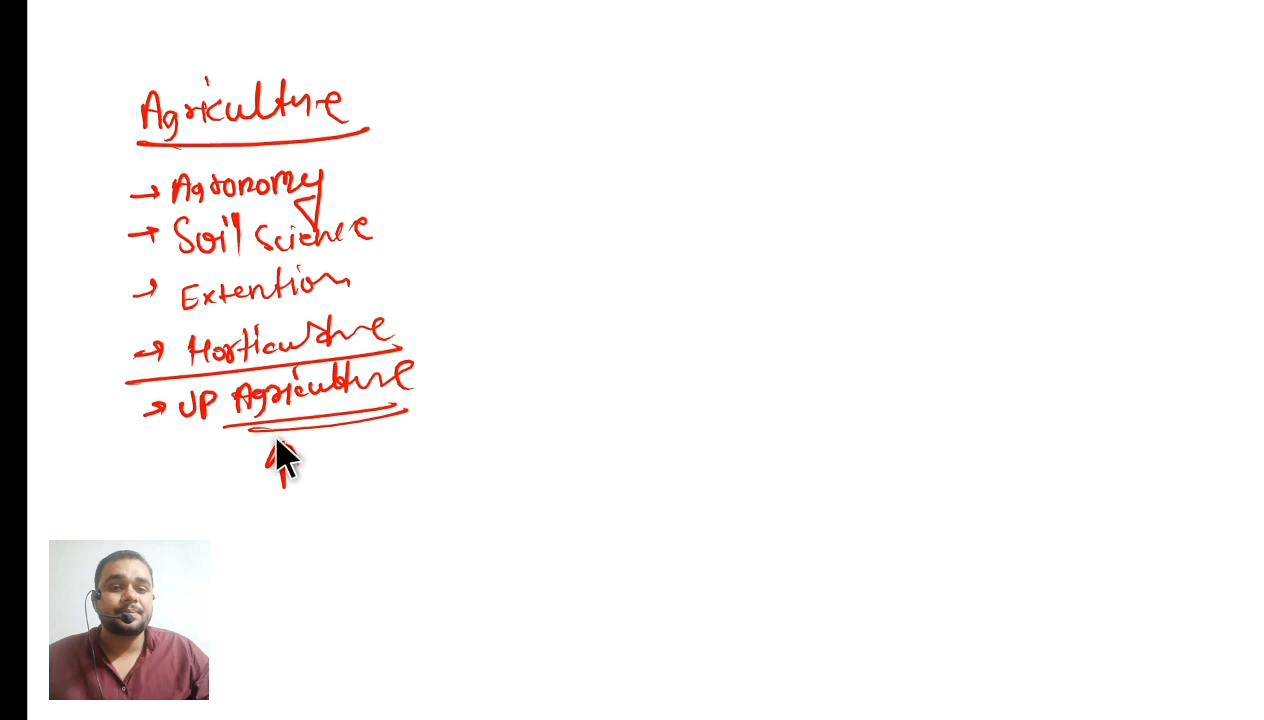 Agriculture
→ Agronomy
→ Soil Science
→ Extention
→ Horticulture
→ UP Agriculture